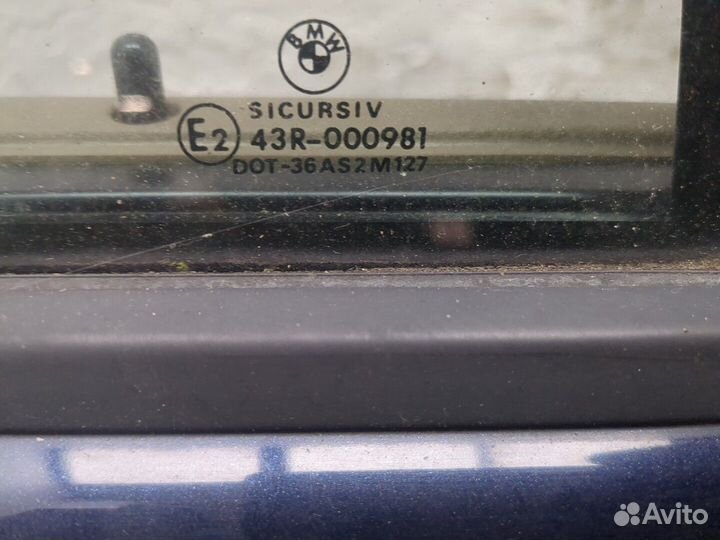 BMW
SICURSIV
E2 43R-000981
DOT-36AS2M127
Avito